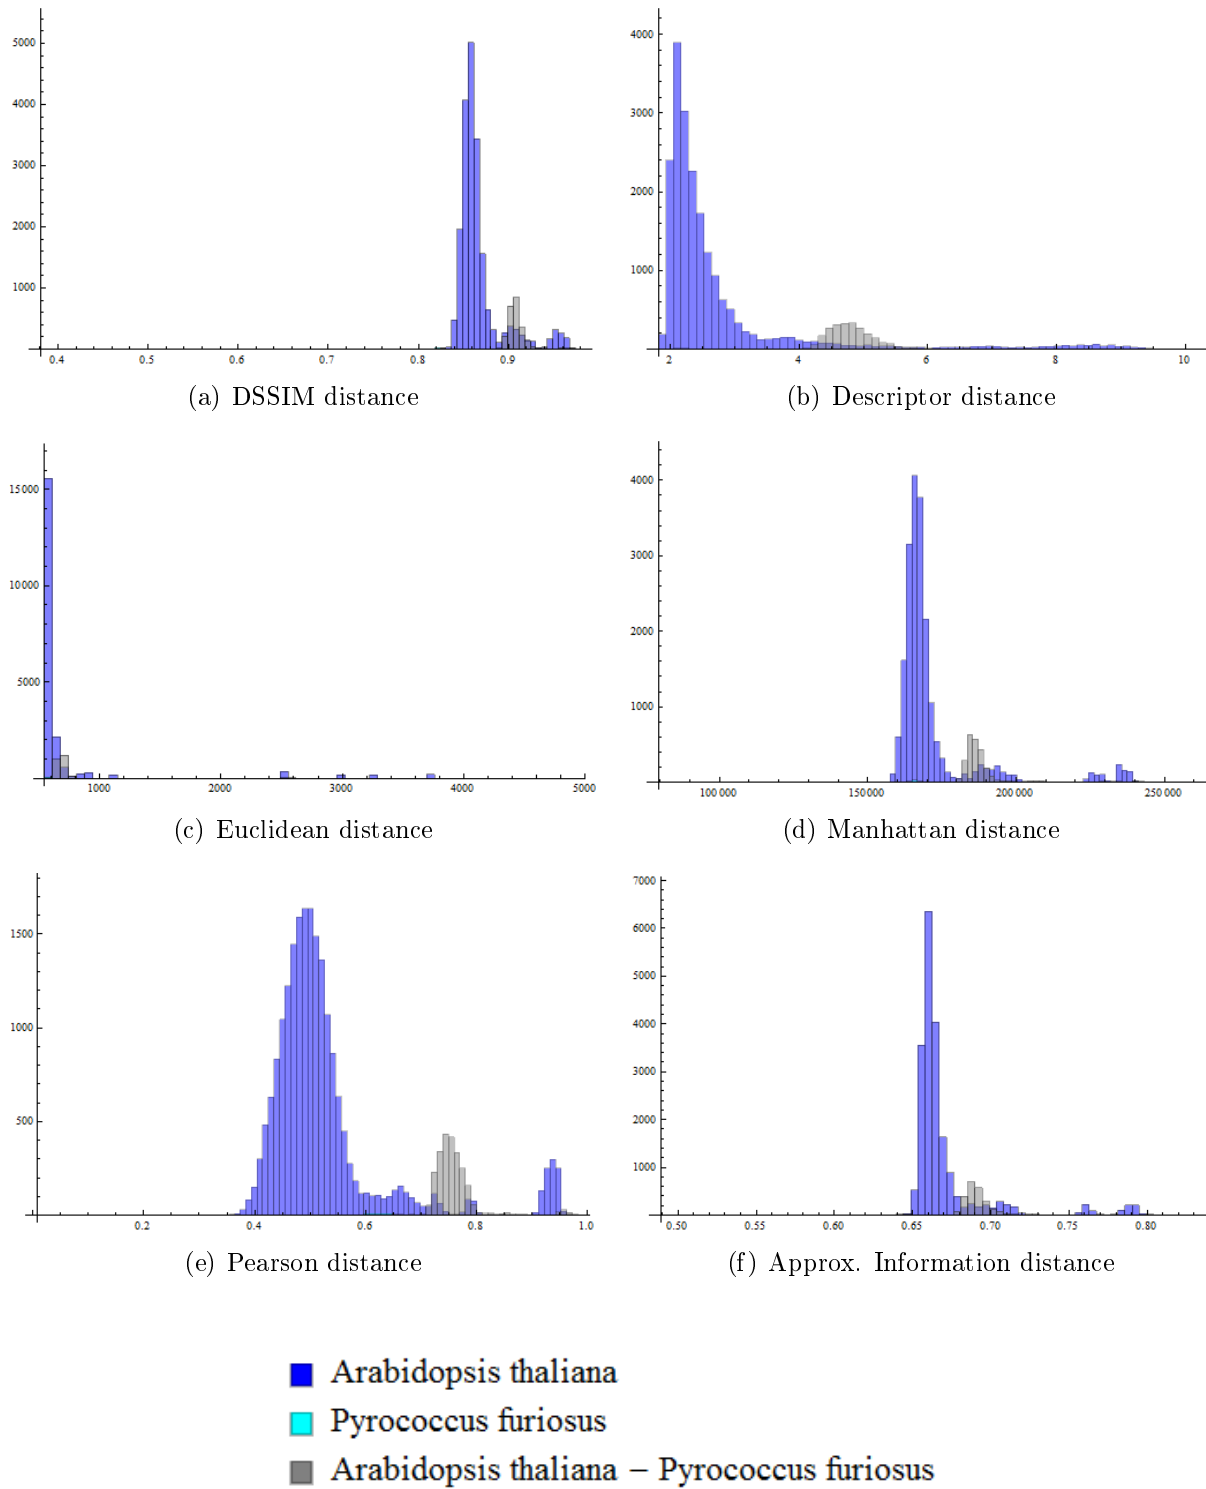 5000
4000
3000
2000
1000
0.4 0.5 0.6 0.7 0.8 0.9
(a) DSSIM distance
4000
3000
2000
1000
2 4 6 8 10
(b) Descriptor distance
15000
10000
5000
1000 2000 3000 4000 5000
(c) Euclidean distance
4000
3000
2000
1000
100000 150000 200000 250000
(d) Manhattan distance
1500
1000
500
0.2 0.4 0.6 0.8 1.0
(e) Pearson distance
7000
6000
5000
4000
3000
2000
1000
0.50 0.55 0.60 0.65 0.70 0.75 0.80
(f) Approx. Information distance
Arabidopsis thaliana
Pyrococcus furiosus
Arabidopsis thaliana – Pyrococcus furiosus